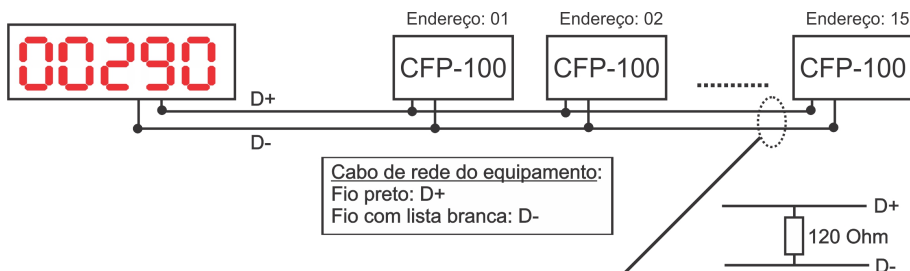 Endereço: 01
Endereço: 02
Endereço: 15
00290
CFP-100
CFP-100
CFP-100
D+
D-
Cabo de rede do equipamento:
Fio preto: D+
Fio com lista branca: D-
D+
120 Ohm
D-